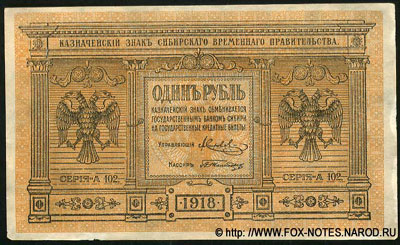 КАЗНАЧЕЙСКІЙ ЗНАКЪ СИБИРСКАГО ВРЕМЕННАГО ПРАВИТЕЛЬСТВА.
ОДИНЪ РУБЛЬ
КАЗНАЧЕЙСКІЙ ЗНАКЪ ОБМѢНИВАЕТСЯ
ГОСУДАРСТВЕННЫМЪ БАНКОМЪ СИБИРИ
НА ГОСУДАРСТВЕННЫЕ КРЕДИТНЫЕ БИЛЕТЫ
УПРАВЛЯЮЩІЙ
КАССИРЪ
СЕРІЯ-А 102.
СЕРІЯ-А 102.
1918
http://
WWW.FOX-NOTES.NAROD.RU